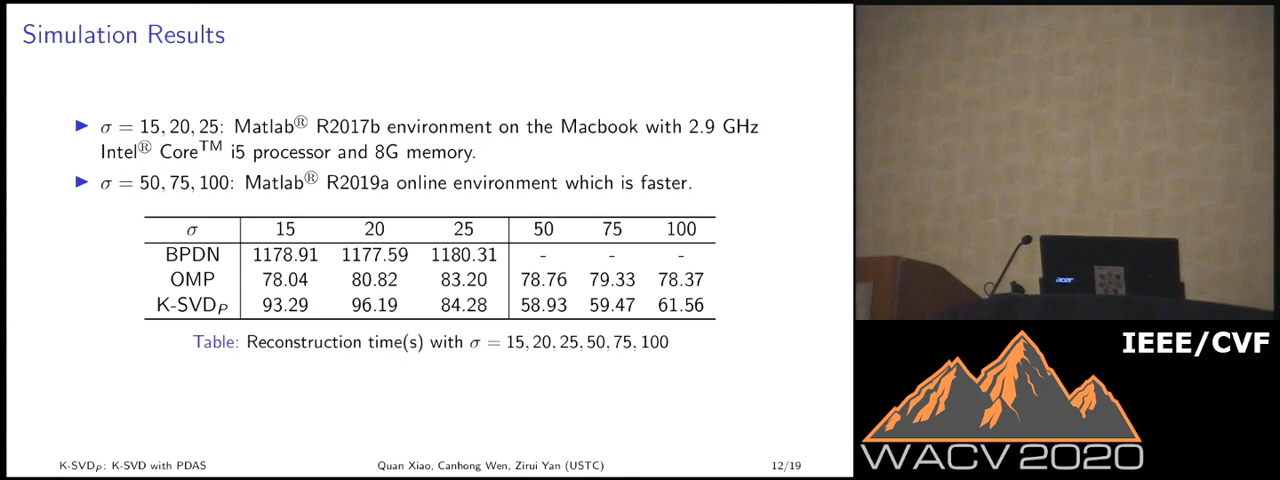 Simulation Results
▶ σ = 15, 20, 25: Matlab® R2017b environment on the Macbook with 2.9 GHz
Intel® Core™ i5 processor and 8G memory.
▶ σ = 50, 75, 100: Matlab® R2019a online environment which is faster.
σ 15 20 25 50 75 100
BPDN 1178.91 1177.59 1180.31 - - -
OMP 78.04 80.82 83.20 78.76 79.33 78.37
K-SVD_P 93.29 96.19 84.28 58.93 59.47 61.56
Table: Reconstruction time(s) with σ = 15, 20, 25, 50, 75, 100
K-SVD_P: K-SVD with PDAS Quan Xiao, Canhong Wen, Zirui Yan (USTC) 12/19
acer
IEEE/CVF
WACV 2020